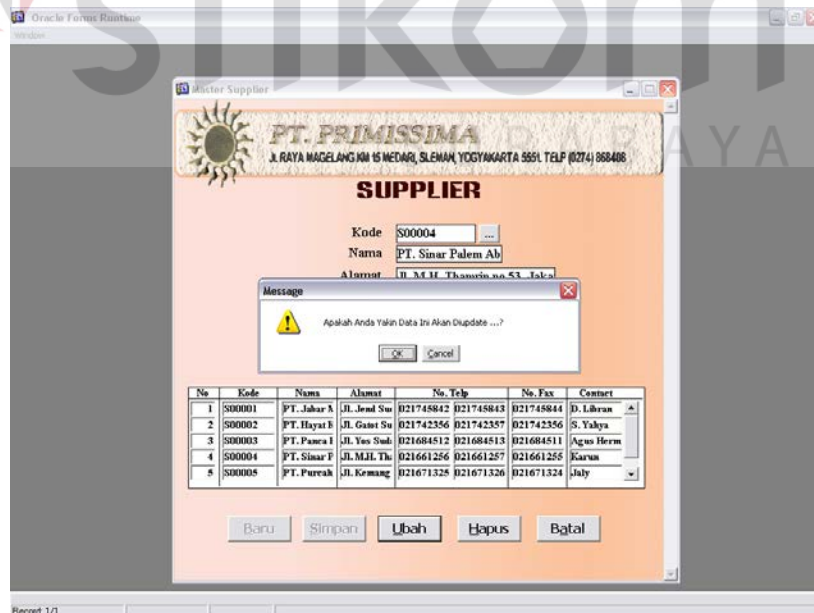 Oracle Forms Runtime
Window
stikom
SURABAYA
Master Supplier
PT. PRIMISSIMA
JL RAYA MAGELANG KM 15 MEDARI, SLEMAN, YOGYAKARTA 5551. TELP (0274) 868408
SUPPLIER
Kode S00004 ...
Nama PT. Sinar Palem Ab
Alamat Jl. M.H. Thamrin no 53, Jakal
Message
Apakah Anda Yakin Data Ini Akan Diupdate ...?
OK Cancel
No Kode Nama Alamat No. Telp No. Fax Contact
1 S00001 PT. Jabar Jl. Jend 021745842 021745843 021745844 D. Libran
2 S00002 PT. Hayat Jl. Gatot Su 021742356 021742357 021742356 S. Yahya
3 S00003 PT. Panca Jl. Yos Sud 021684512 021684513 021684511 Agus Herm
4 S00004 PT. Sinar P Jl. M.H. Th 021661256 021661257 021661255 Karun
5 S00005 PT. Jl. Kemang 021671325 021671326 021671324 Jaly
Baru Simpan Ubah Hapus Batal
Record: 1/1